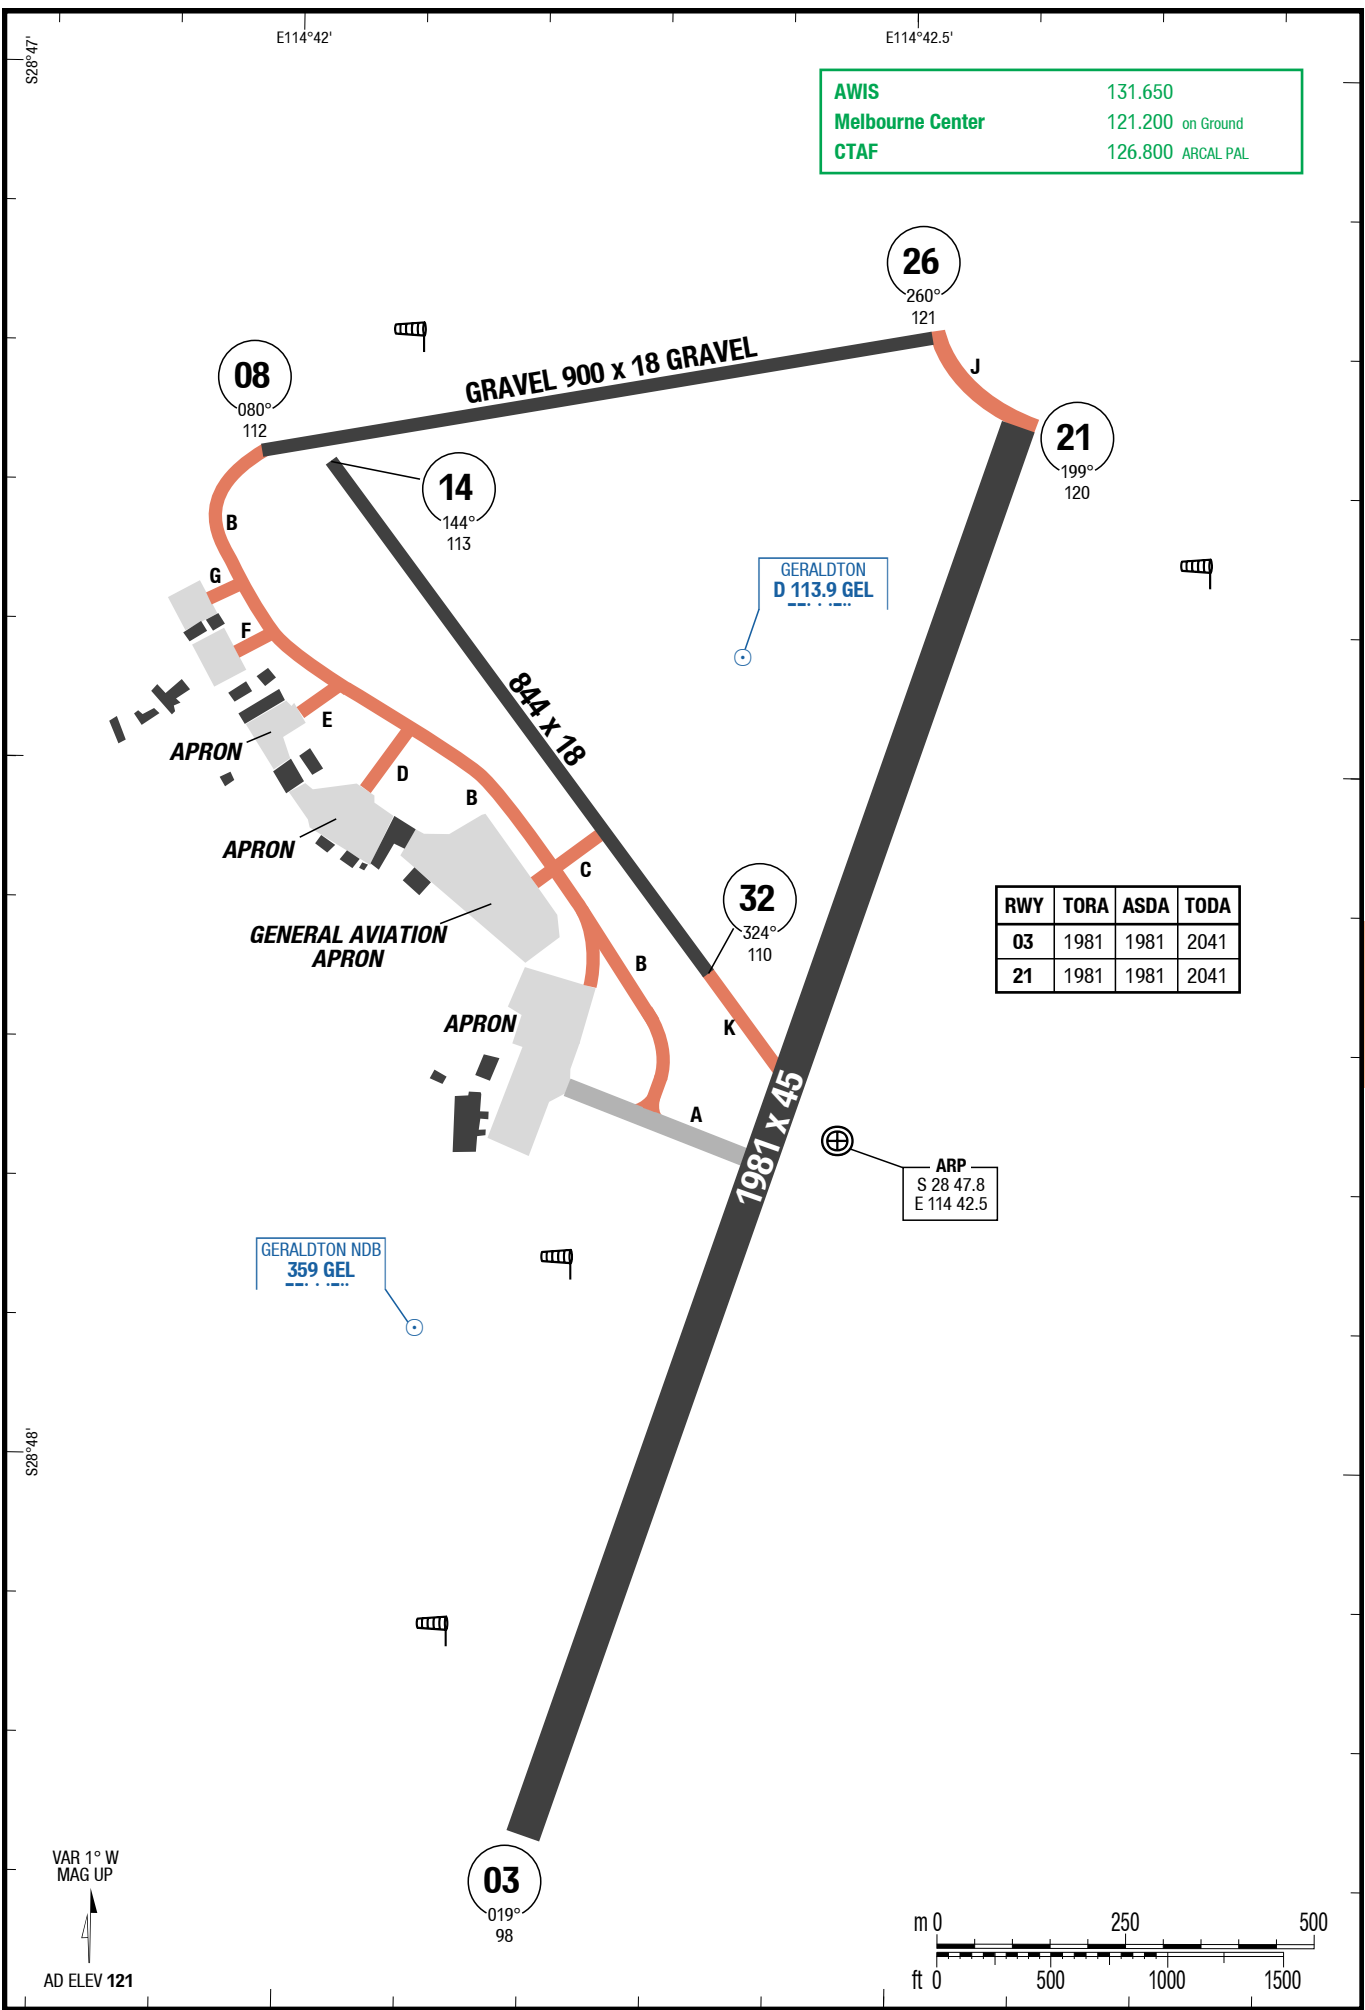 E114°42'
E114°42.5'
S28°47'
AWIS 131.650
Melbourne Center 121.200 on Ground
CTAF 126.800 ARCAL PAL
26
260°
121
GRAVEL 900 x 18 GRAVEL
J
08
080°
112
21
199°
120
14
144°
113
B
G
GERALDTON
D 113.9 GEL
F
844 x 18
E
APRON
D
B
APRON
C
32
324°
110
RWY TORA ASDA TODA
03 1981 1981 2041
21 1981 1981 2041
GENERAL AVIATION
APRON
B
APRON
K
A
1981 x 45
ARP
S 28 47.8
E 114 42.5
GERALDTON NDB
359 GEL
S28°48'
VAR 1° W
MAG UP
03
019°
98
AD ELEV 121
m 0 250 500
ft 0 500 1000 1500